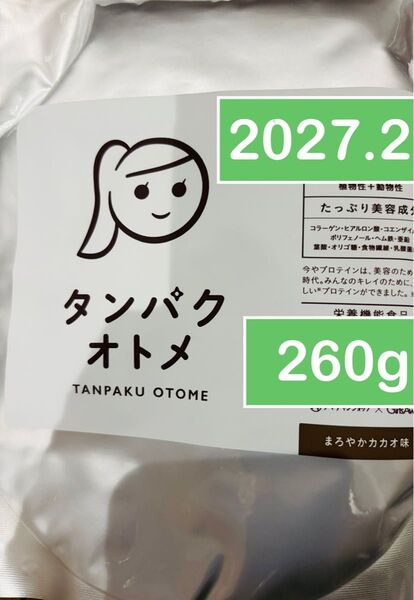 2027.2
植物性＋動物性
たっぷり美容成分
コラーゲン・ヒアルロン酸・コエンザイ
ポリフェノール・ヘム鉄・亜鉛
葉酸・オリゴ糖・食物繊維・乳酸菌
今やプロテインは、美容のため
時代。みんなのキレイのために、
しい※プロテインができました。
タンパク
オトメ
TANPAKU OTOME
栄養機能食品
260g
まろやかカカオ味